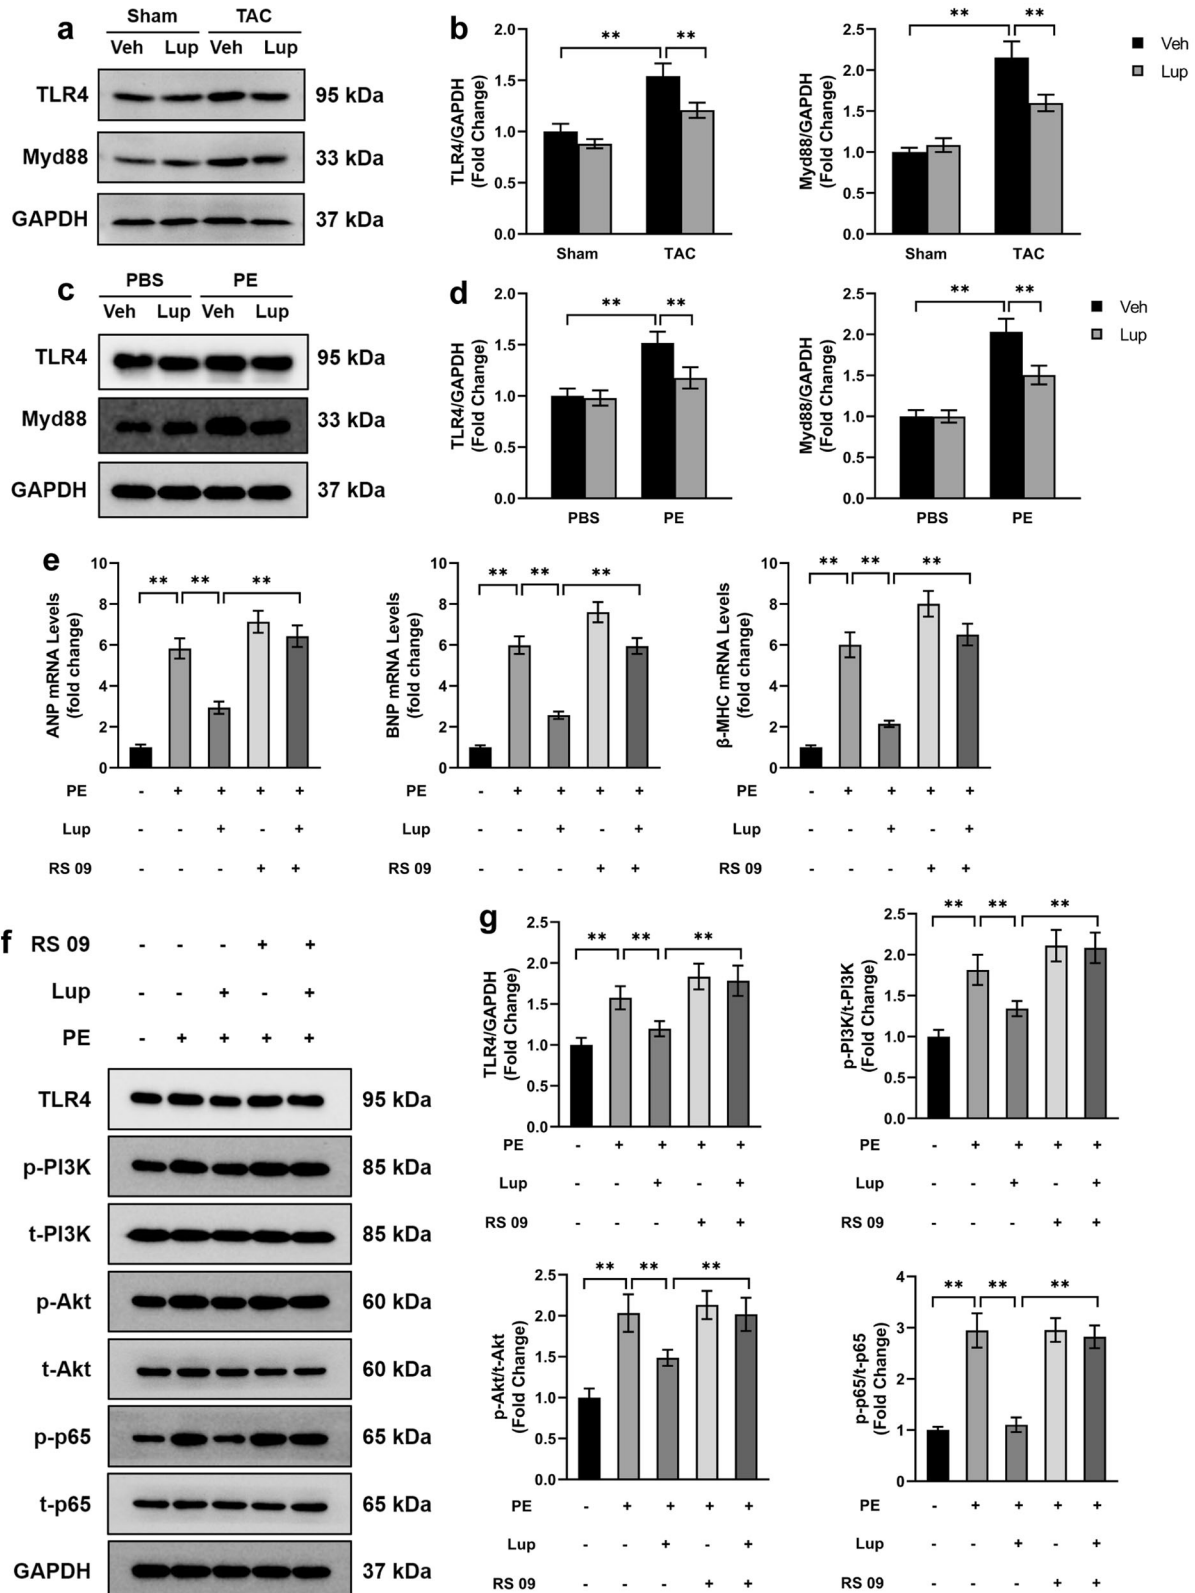 a
Sham TAC
Veh Lup Veh Lup
TLR4 95 kDa
Myd88 33 kDa
GAPDH 37 kDa
b
TLR4/GAPDH
(Fold Change)
2.0
1.5
1.0
0.5
0.0
** **
Sham TAC
Myd88/GAPDH
(Fold Change)
2.5
2.0
1.5
1.0
0.5
0.0
** **
Sham TAC
Veh
Lup
c
PBS PE
Veh Lup Veh Lup
TLR4 95 kDa
Myd88 33 kDa
GAPDH 37 kDa
d
TLR4/GAPDH
(Fold Change)
2.0
1.5
1.0
0.5
0.0
** **
PBS PE
Myd88/GAPDH
(Fold Change)
2.5
2.0
1.5
1.0
0.5
0.0
** **
PBS PE
Veh
Lup
e
ANP mRNA Levels
(fold change)
10
8
6
4
2
0
** ** **
PE - + + + +
Lup - - + - +
RS 09 - - - + +
BNP mRNA Levels
(fold change)
10
8
6
4
2
0
** ** **
PE - + + + +
Lup - - + - +
RS 09 - - - + +
β-MHC mRNA Levels
(fold change)
10
8
6
4
2
0
** ** **
PE - + + + +
Lup - - + - +
RS 09 - - - + +
f
RS 09 - - - + +
Lup - - + - +
PE - + + + +
TLR4 95 kDa
p-PI3K 85 kDa
t-PI3K 85 kDa
p-Akt 60 kDa
t-Akt 60 kDa
p-p65 65 kDa
t-p65 65 kDa
GAPDH 37 kDa
g
TLR4/GAPDH
(Fold Change)
2.5
2.0
1.5
1.0
0.5
0.0
** ** **
PE - + + + +
Lup - - + - +
RS 09 - - - + +
p-PI3K/t-PI3K
(Fold Change)
2.5
2.0
1.5
1.0
0.5
0.0
** ** **
PE - + + + +
Lup - - + - +
RS 09 - - - + +
p-Akt/t-Akt
(Fold Change)
2.5
2.0
1.5
1.0
0.5
0.0
** ** **
PE - + + + +
Lup - - + - +
RS 09 - - - + +
p-p65/t-p65
(Fold Change)
4
3
2
1
0
** ** **
PE - + + + +
Lup - - + - +
RS 09 - - - + +